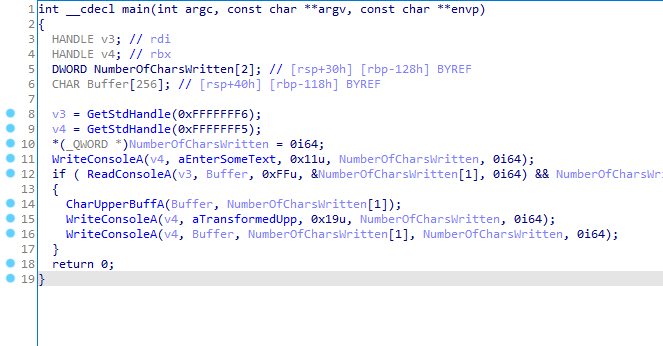 1 int __cdecl main(int argc, const char **argv, const char **envp)
2 {
3 HANDLE v3; // rdi
4 HANDLE v4; // rbx
5 DWORD NumberOfCharsWritten[2]; // [rsp+30h] [rbp-128h] BYREF
6 CHAR Buffer[256]; // [rsp+40h] [rbp-118h] BYREF
7
8 v3 = GetStdHandle(0xFFFFFFF6);
9 v4 = GetStdHandle(0xFFFFFFF5);
10 *(_QWORD *)NumberOfCharsWritten = 0i64;
11 WriteConsoleA(v4, aEnterSomeText, 0x11u, NumberOfCharsWritten, 0i64);
12 if ( ReadConsoleA(v3, Buffer, 0xFFu, &NumberOfCharsWritten[1], 0i64) && NumberOfCharsWri
13 {
14 CharUpperBuffA(Buffer, NumberOfCharsWritten[1]);
15 WriteConsoleA(v4, aTransformedUpp, 0x19u, NumberOfCharsWritten, 0i64);
16 WriteConsoleA(v4, Buffer, NumberOfCharsWritten[1], NumberOfCharsWritten, 0i64);
17 }
18 return 0;
19 }